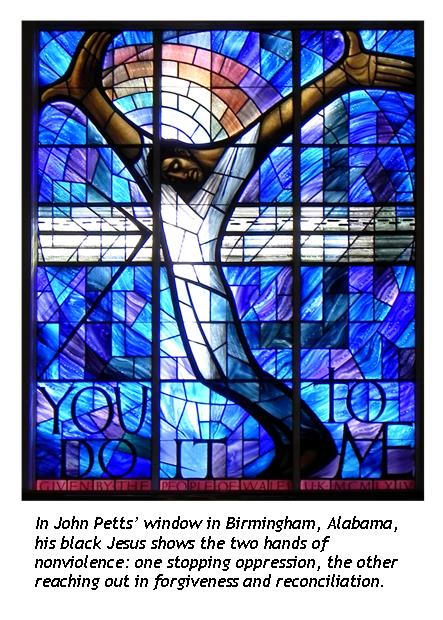 YOU TO
DO IT ME
GIVEN BY THE PEOPLE OF WALES UK MCMLXIV
In John Petts’ window in Birmingham, Alabama,
his black Jesus shows the two hands of
nonviolence: one stopping oppression, the other
reaching out in forgiveness and reconciliation.